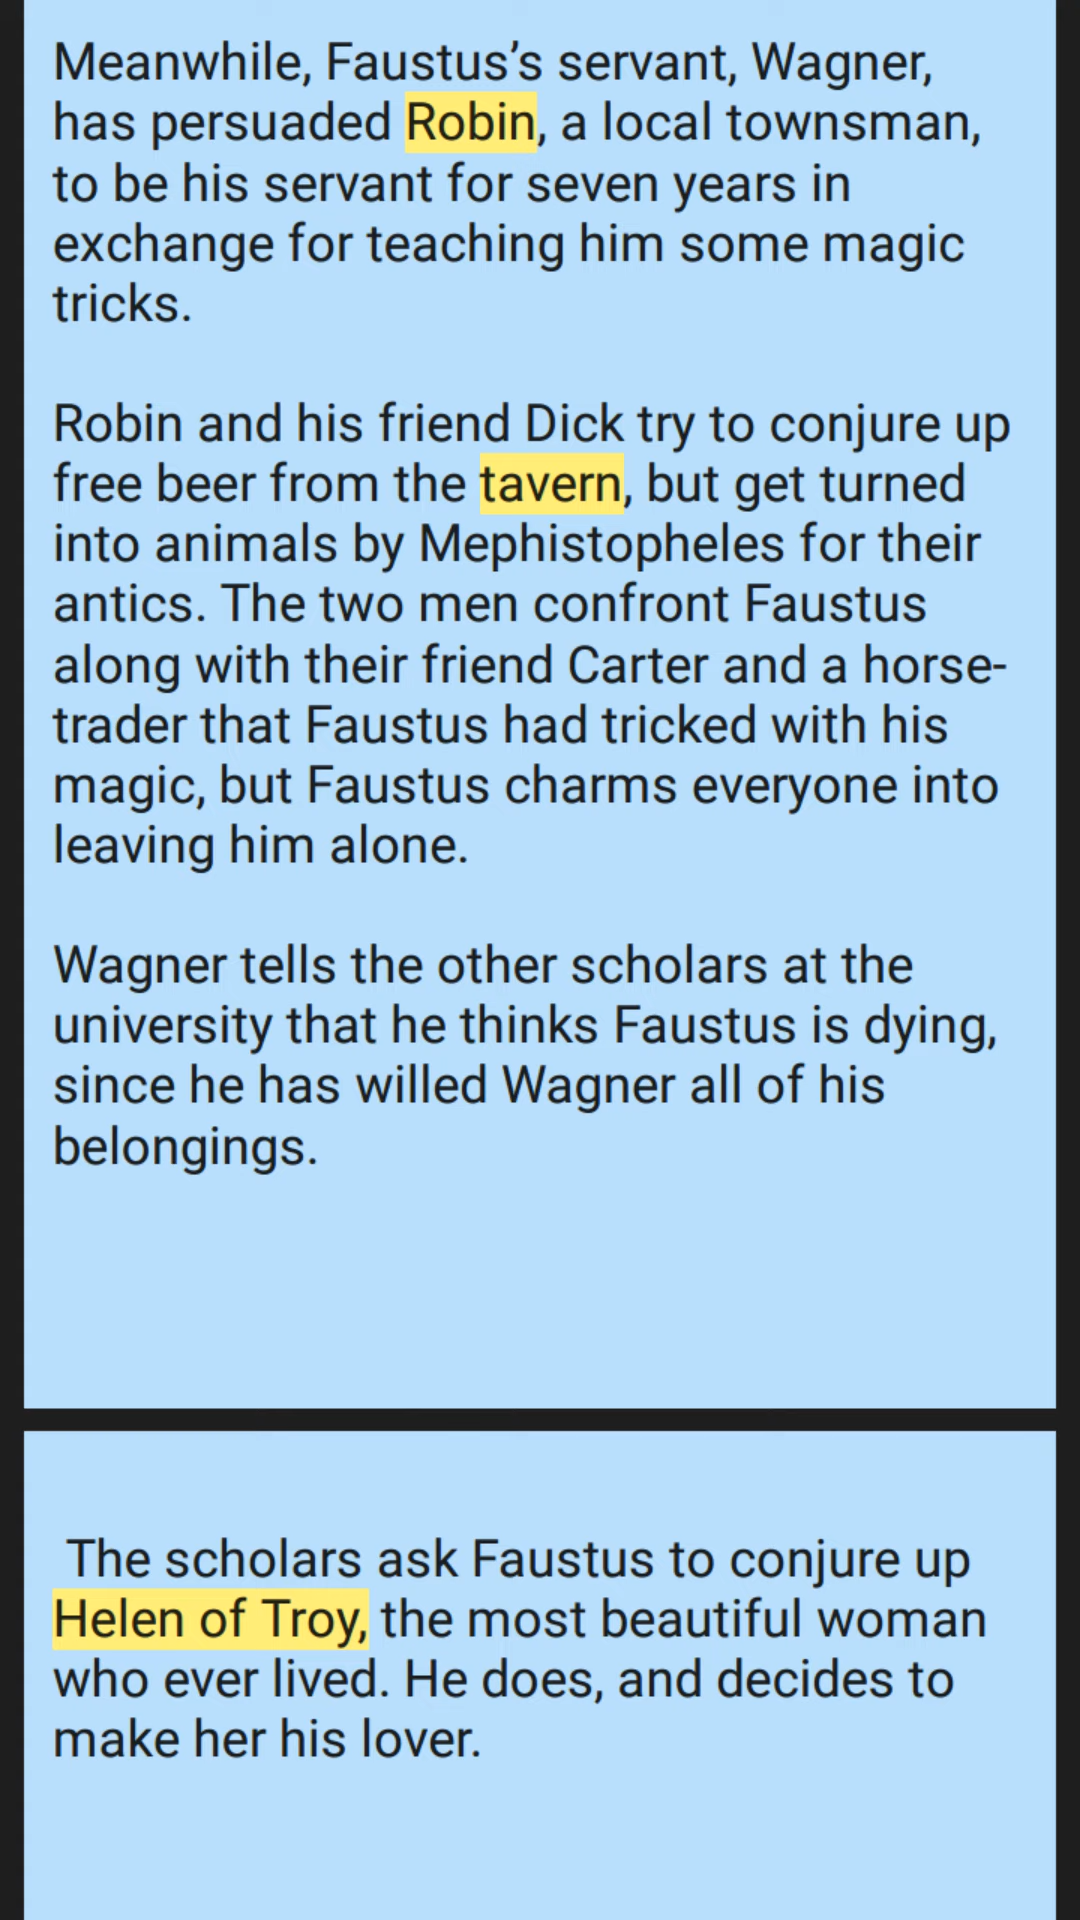 Meanwhile, Faustus’s servant, Wagner,
has persuaded Robin, a local townsman,
to be his servant for seven years in
exchange for teaching him some magic
tricks.
Robin and his friend Dick try to conjure up
free beer from the tavern, but get turned
into animals by Mephistopheles for their
antics. The two men confront Faustus
along with their friend Carter and a horse-
trader that Faustus had tricked with his
magic, but Faustus charms everyone into
leaving him alone.
Wagner tells the other scholars at the
university that he thinks Faustus is dying,
since he has willed Wagner all of his
belongings.
The scholars ask Faustus to conjure up
Helen of Troy, the most beautiful woman
who ever lived. He does, and decides to
make her his lover.